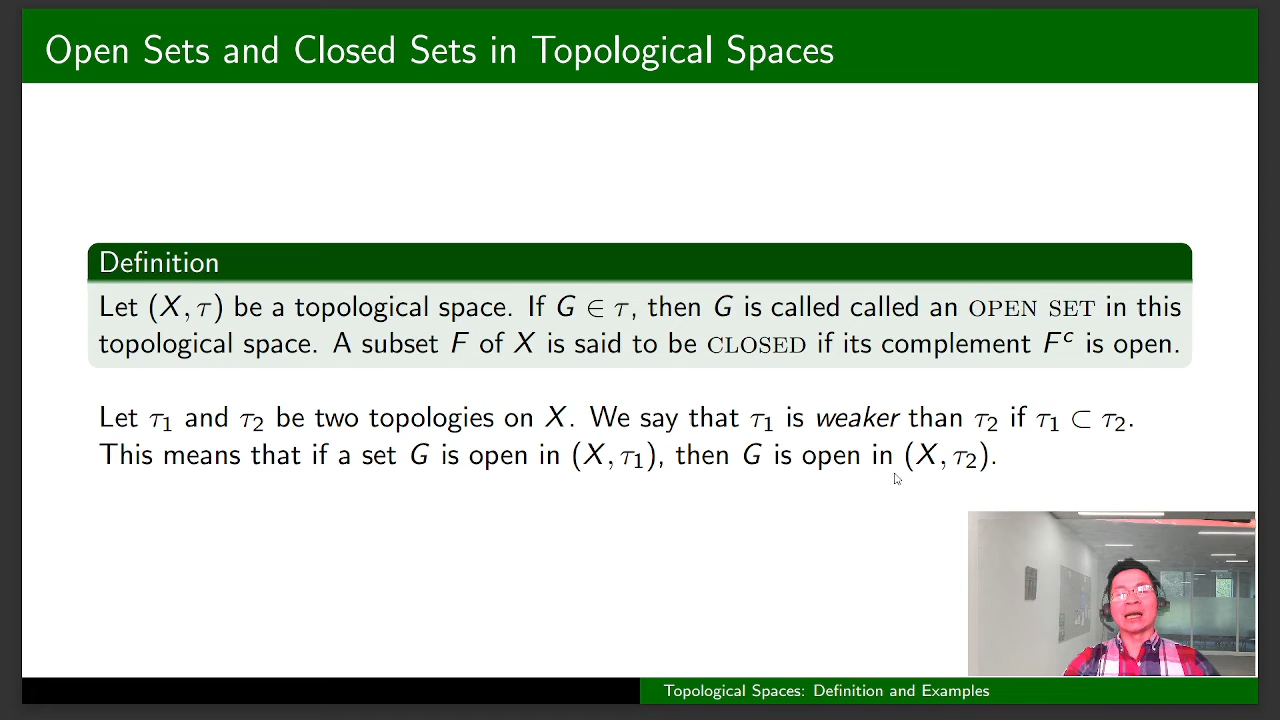 Open Sets and Closed Sets in Topological Spaces
Definition
Let (X, τ) be a topological space. If G ∈ τ, then G is called called an OPEN SET in this
topological space. A subset F of X is said to be CLOSED if its complement Fᶜ is open.
Let τ₁ and τ₂ be two topologies on X. We say that τ₁ is weaker than τ₂ if τ₁ ⊂ τ₂.
This means that if a set G is open in (X, τ₁), then G is open in (X, τ₂).
Topological Spaces: Definition and Examples